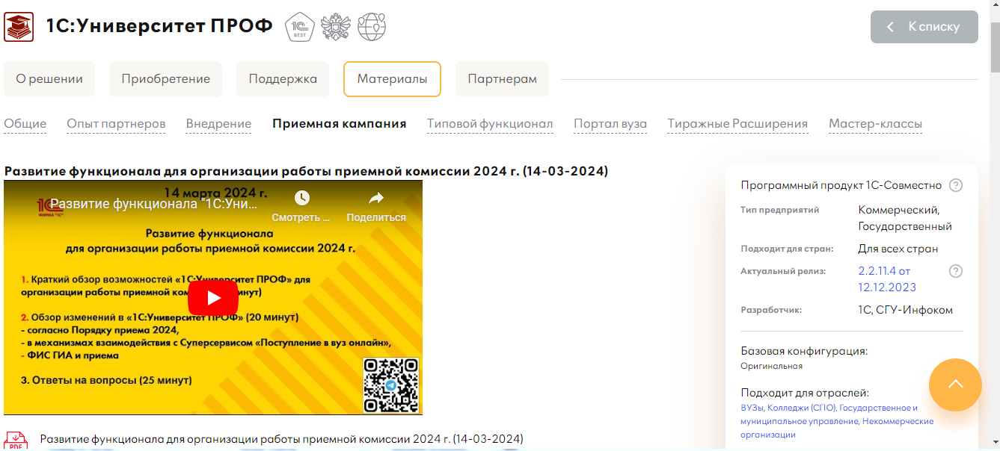 1С:Университет ПРОФ
1С
BEST
К списку
О решении
Приобретение
Поддержка
Материалы
Партнерам
Общие
Опыт партнеров
Внедрение
Приемная кампания
Типовой функционал
Портал вуза
Тиражные Расширения
Мастер-классы
Развитие функционала для организации работы приемной комиссии 2024 г. (14-03-2024)
14 марта 2024 г.
1С
ФИРМА "1С"
Развитие функционала "1С:Уни...
Смотреть ...
Поделиться
Развитие функционала
для организации работы приемной комиссии 2024 г.
1. Краткий обзор возможностей «1С:Университет ПРОФ» для
организации работы приемной минут)
2. Обзор изменений в «1С:Университет ПРОФ» (20 минут)
- согласно Порядку приема 2024,
- в механизмах взаимодействия с Суперсервисом «Поступление в вуз онлайн»,
- ФИС ГИА и приема
3. Ответы на вопросы (25 минут)
PDF
Развитие функционала для организации работы приемной комиссии 2024 г. (14-03-2024)
Программный продукт 1С-Совместно ?
Тип предприятий
Коммерческий,
Государственный
Подходит для стран:
Для всех стран
Актуальный релиз:
2.2.11.4 от ?
12.12.2023
Разработчик:
1С, СГУ-Инфоком
Базовая конфигурация:
Оригинальная
Подходит для отраслей:
ВУЗы, Колледжи (СПО), Государственное и
муниципальное управление, Некоммерческие
организации